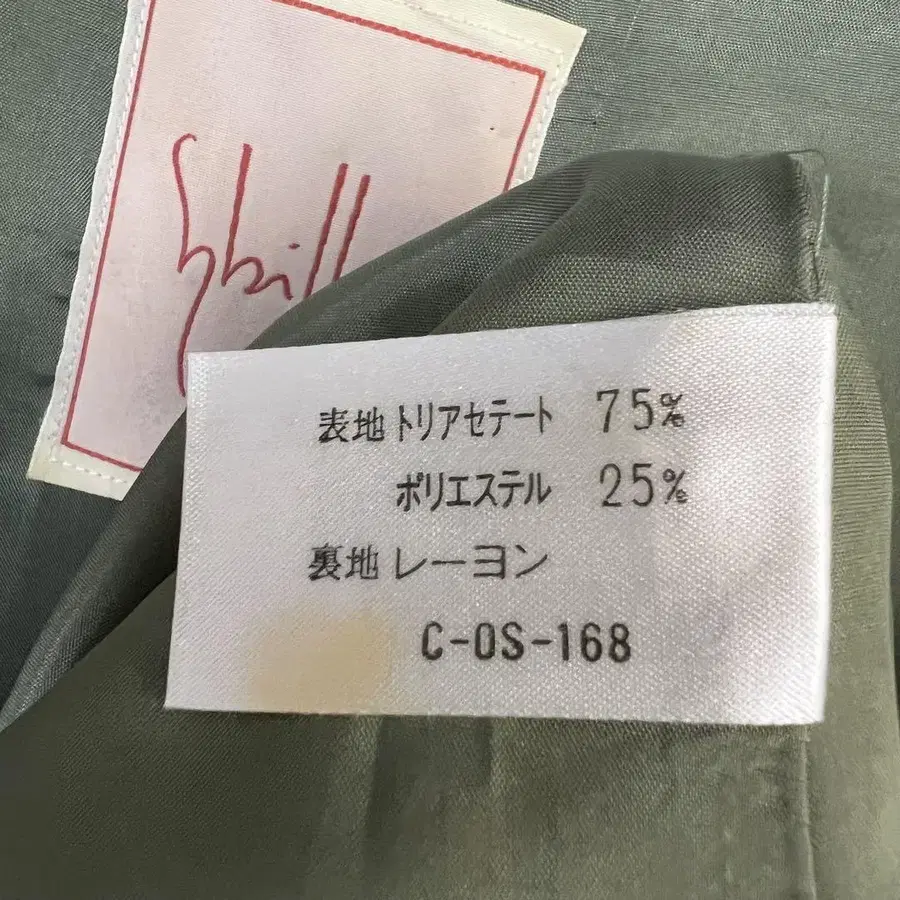 Sybill
表地 トリアセテート 75%
ポリエステル 25%
裏地 レーヨン
C-OS-168